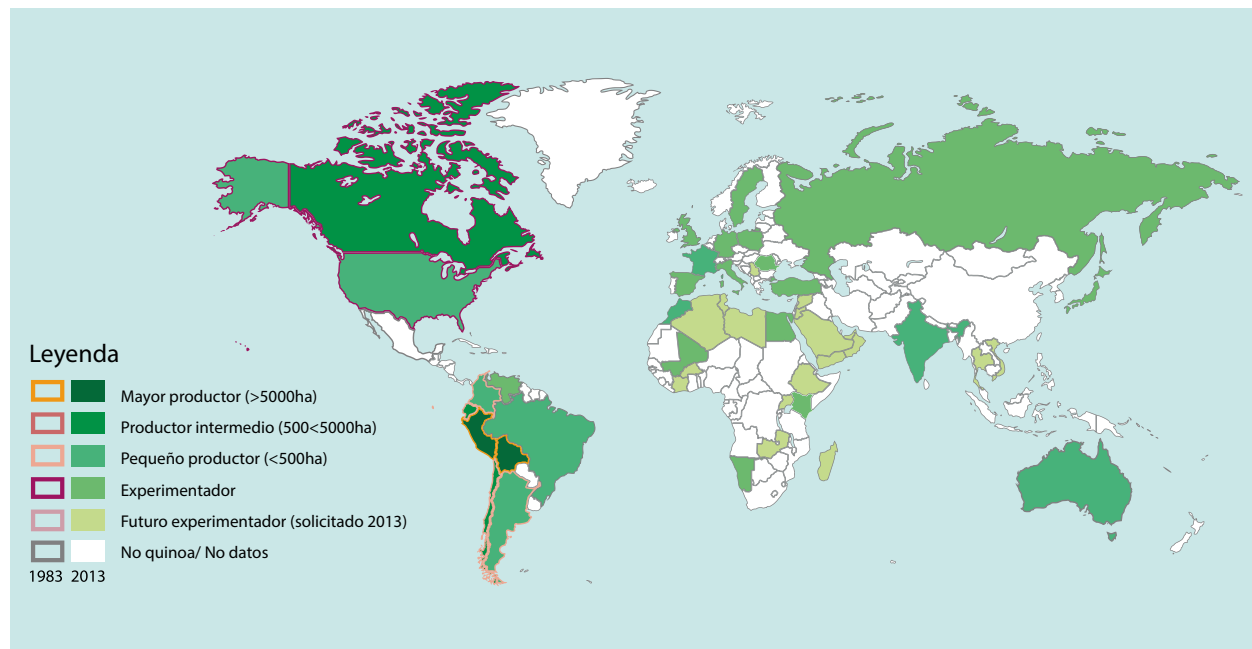 Leyenda
Mayor productor (>5000ha)
Productor intermedio (500<5000ha)
Pequeño productor (<500ha)
Experimentador
Futuro experimentador (solicitado 2013)
No quinoa/ No datos
1983 2013